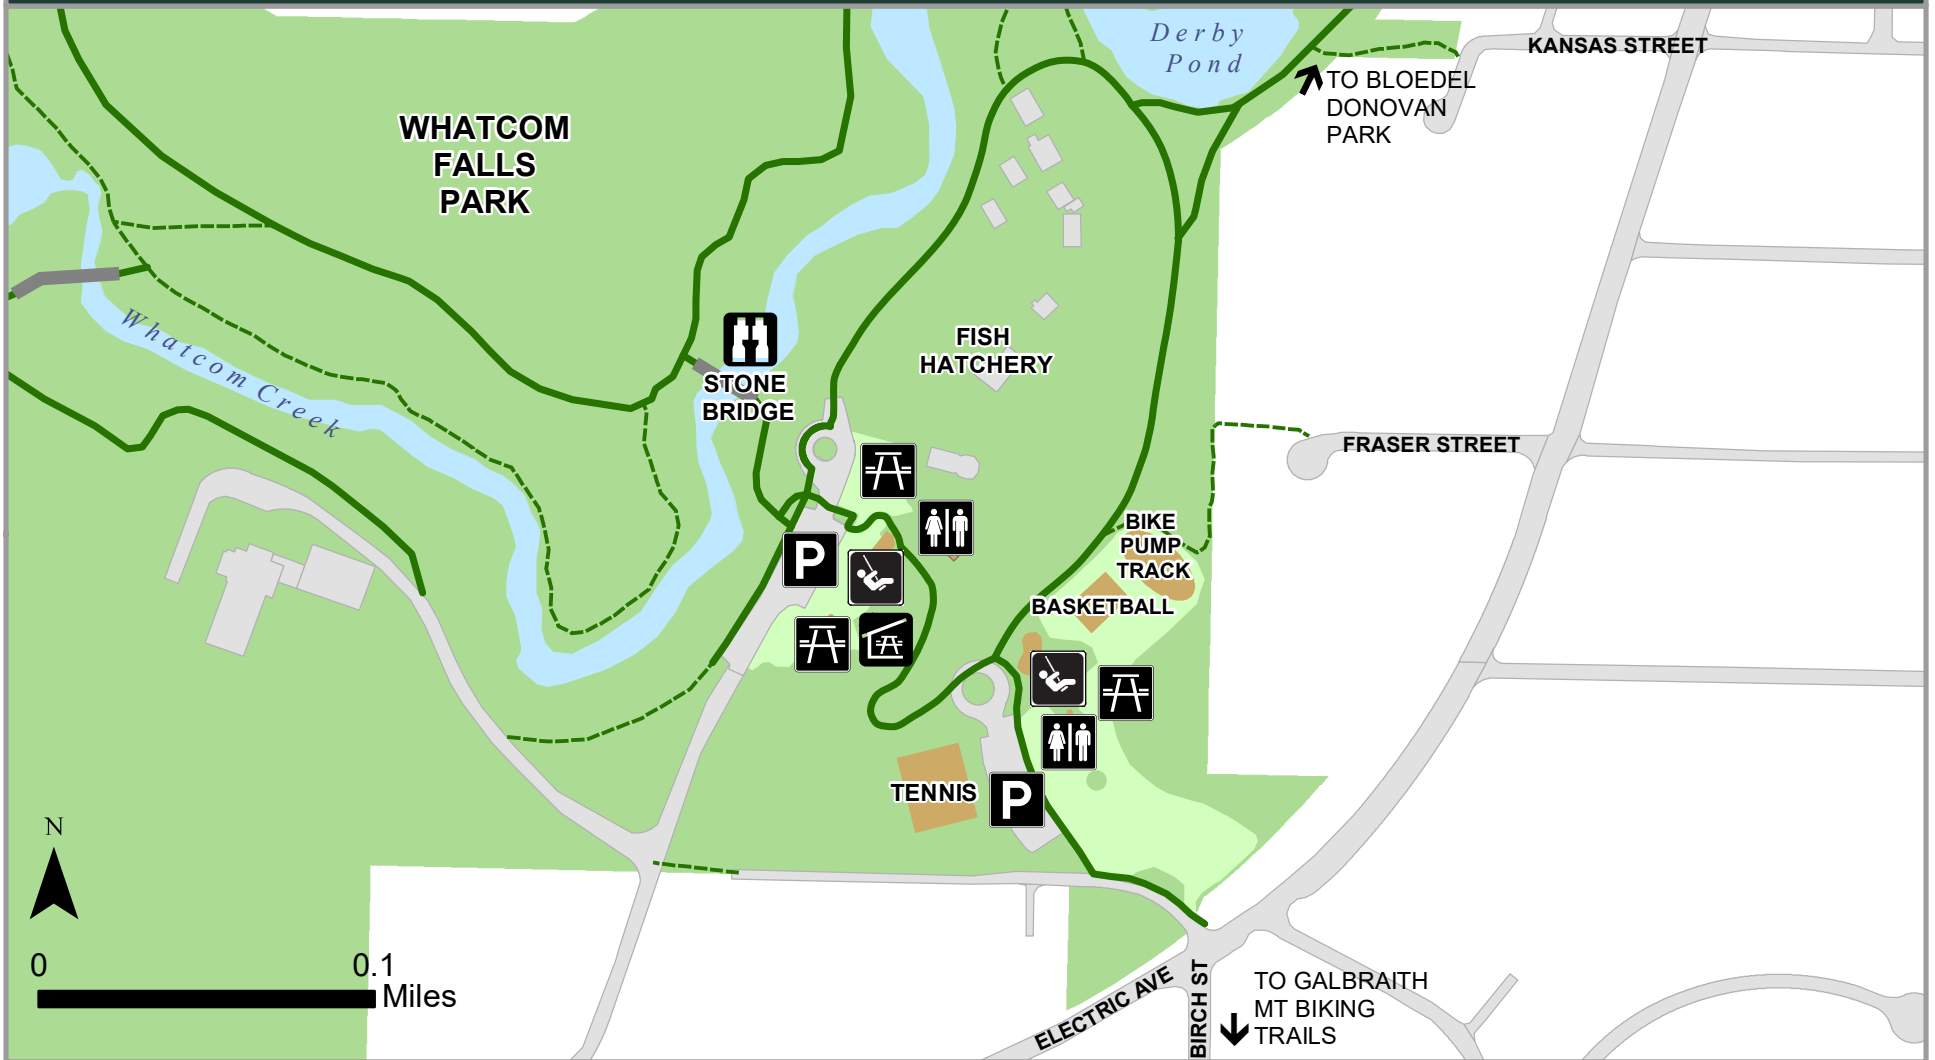 Derby
Pond
KANSAS STREET
TO BLOEDEL
DONOVAN
PARK
WHATCOM
FALLS
PARK
Whatcom Creek
FISH
HATCHERY
STONE
BRIDGE
FRASER STREET
BIKE
PUMP
TRACK
BASKETBALL
P
TENNIS
P
N
0 0.1
Miles
ELECTRIC AVE
BIRCH ST
TO GALBRAITH
MT BIKING
TRAILS